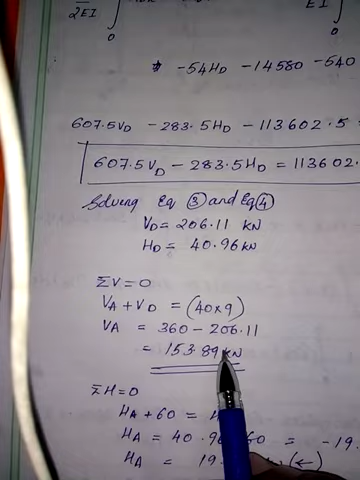 2EI
0
EI
0
-54HD -14580 -540
607.5VD - 283.5HD - 113602.5
607.5VD - 283.5HD = 113602.
Solving Eq ③ and Eq ④
VD = 206.11 KN
HD = 40.96 KN
ΣV = 0
VA + VD = (40×9)
VA = 360 - 206.11
= 153.89 KN
ΣH = 0
HA + 60 =
HA = 40.96 60 = -19.
HA = 19. (←)